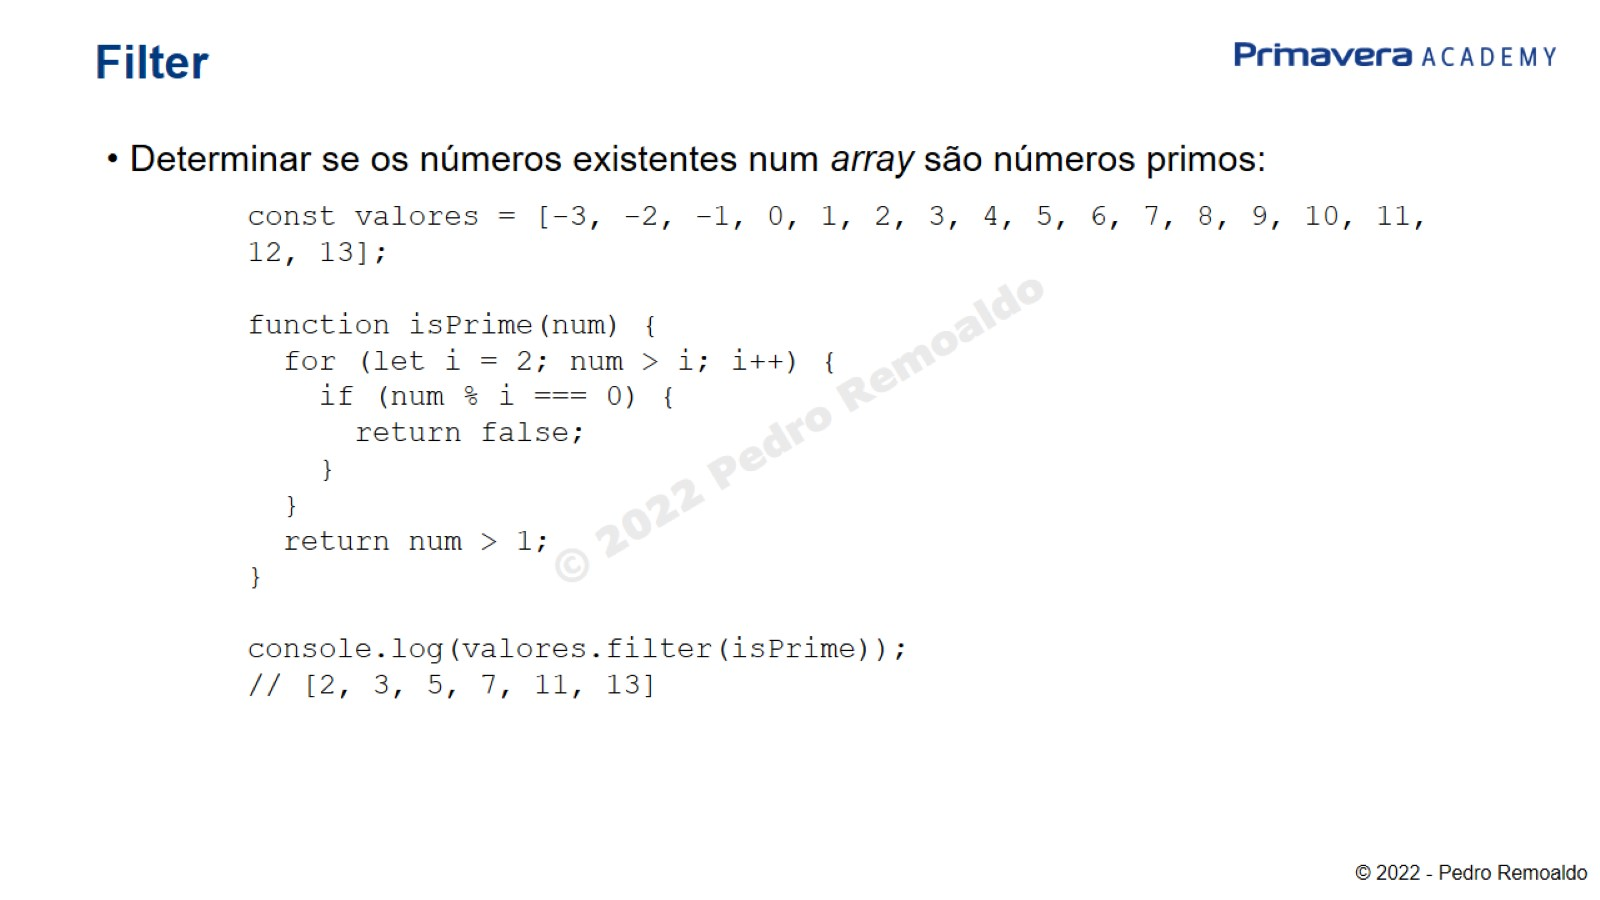 Filter
Primavera ACADEMY
• Determinar se os números existentes num array são números primos:
const valores = [-3, -2, -1, 0, 1, 2, 3, 4, 5, 6, 7, 8, 9, 10, 11,
12, 13];
function isPrime(num) {
  for (let i = 2; num > i; i++) {
    if (num % i === 0) {
      return false;
    }
  }
  return num > 1;
}
console.log(valores.filter(isPrime));
// [2, 3, 5, 7, 11, 13]
© 2022 Pedro Remoaldo
© 2022 - Pedro Remoaldo